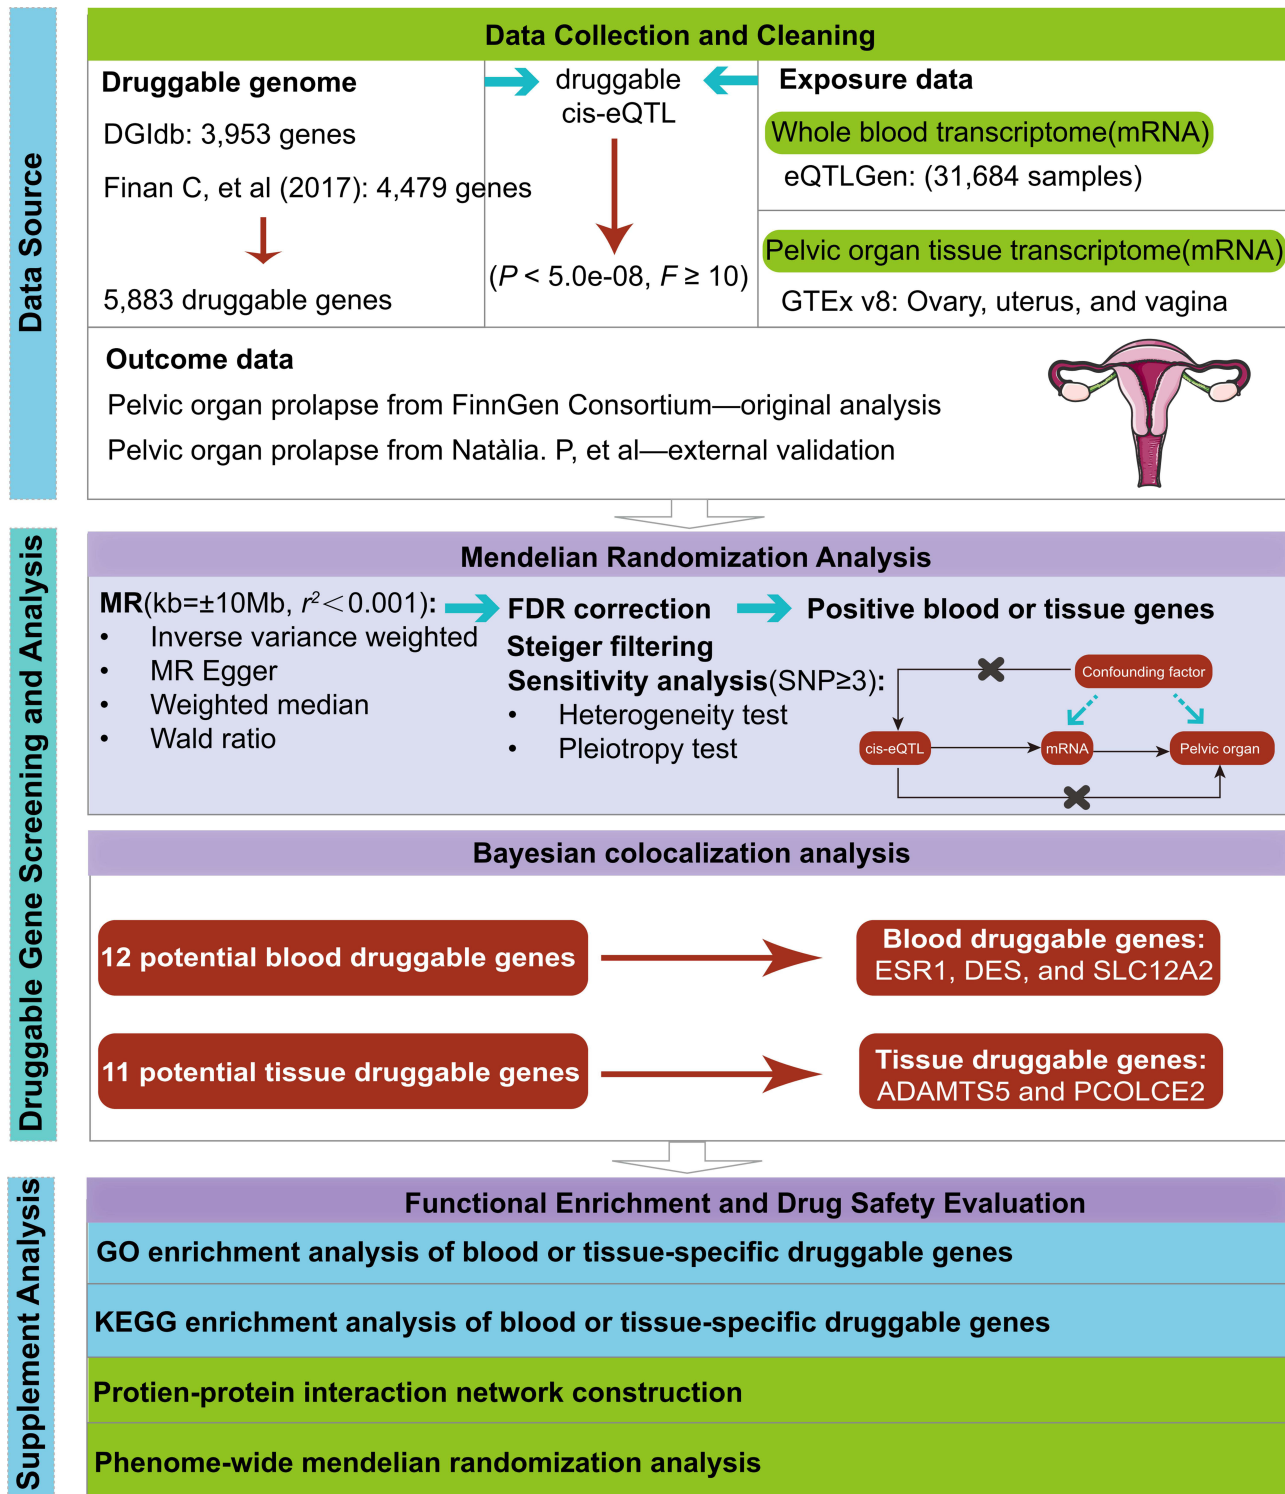 Data Source
Data Collection and Cleaning
Druggable genome
DGIdb: 3,953 genes
Finan C, et al (2017): 4,479 genes
5,883 druggable genes
druggable
cis-eQTL
(P < 5.0e-08, F ≥ 10)
Exposure data
Whole blood transcriptome(mRNA)
eQTLGen: (31,684 samples)
Pelvic organ tissue transcriptome(mRNA)
GTEx v8: Ovary, uterus, and vagina
Outcome data
Pelvic organ prolapse from FinnGen Consortium—original analysis
Pelvic organ prolapse from Natàlia. P, et al—external validation
Druggable Gene Screening and Analysis
Mendelian Randomization Analysis
MR(kb=±10Mb, r²<0.001):
• Inverse variance weighted
• MR Egger
• Weighted median
• Wald ratio
FDR correction
Steiger filtering
Sensitivity analysis(SNP≥3):
• Heterogeneity test
• Pleiotropy test
Positive blood or tissue genes
Confounding factor
cis-eQTL
mRNA
Pelvic organ
Bayesian colocalization analysis
12 potential blood druggable genes
Blood druggable genes:
ESR1, DES, and SLC12A2
11 potential tissue druggable genes
Tissue druggable genes:
ADAMTS5 and PCOLCE2
Supplement Analysis
Functional Enrichment and Drug Safety Evaluation
GO enrichment analysis of blood or tissue-specific druggable genes
KEGG enrichment analysis of blood or tissue-specific druggable genes
Protien-protein interaction network construction
Phenome-wide mendelian randomization analysis